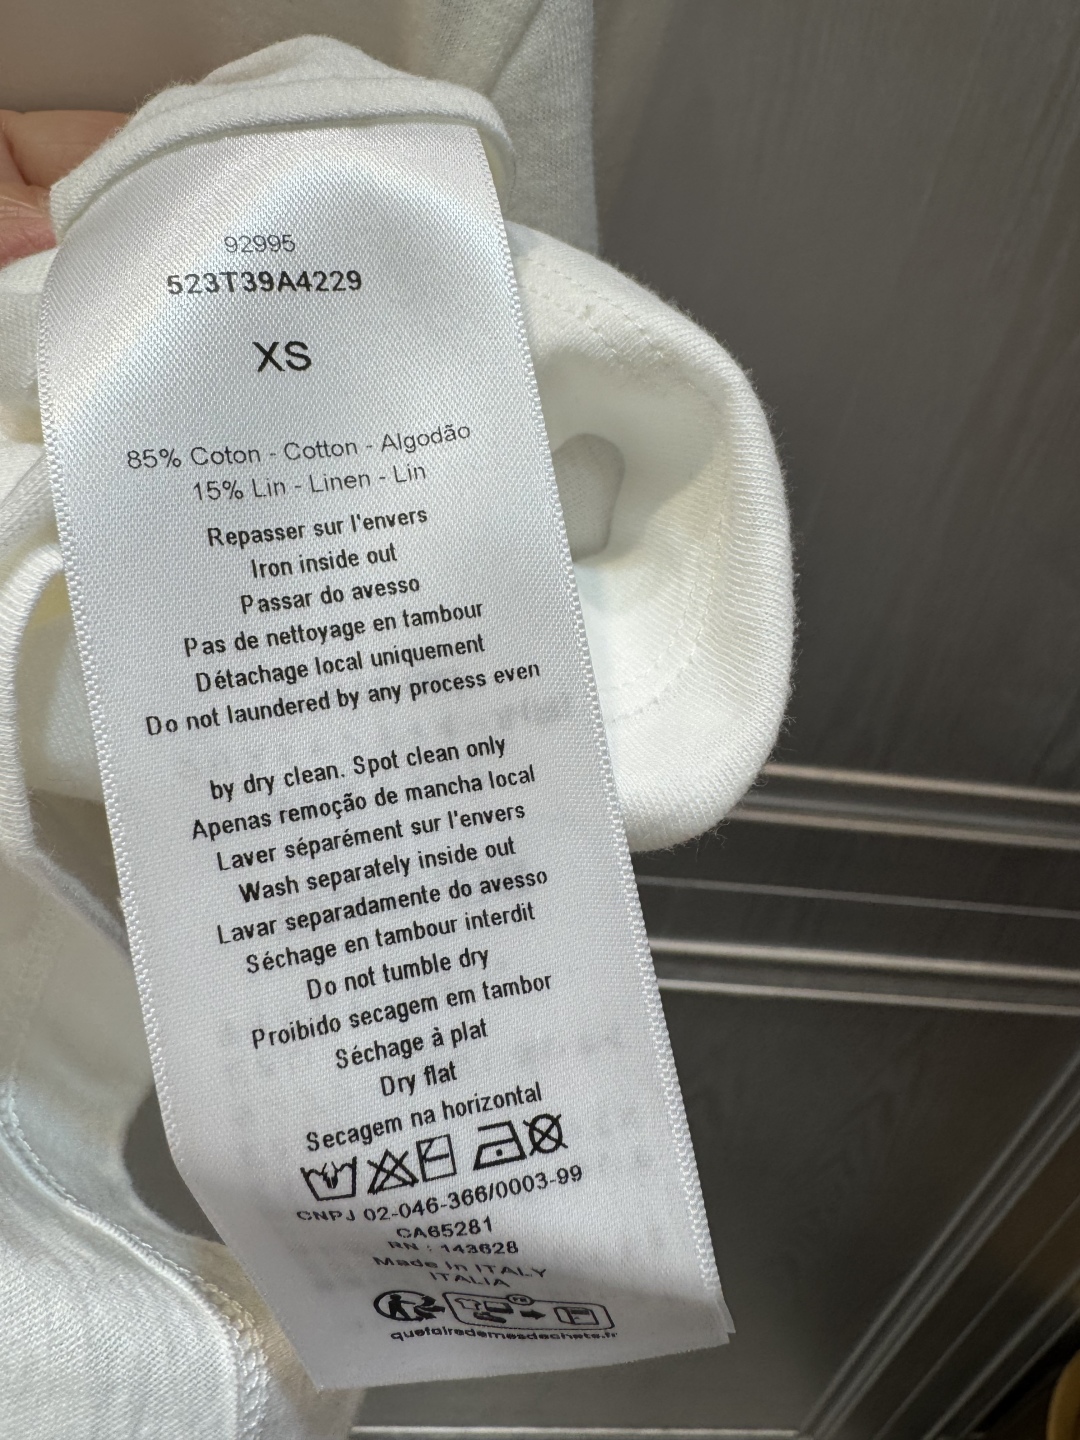 92995
523T39A4229
XS
85% Coton - Cotton - Algodão
15% Lin - Linen - Lin
Repasser sur l'envers
Iron inside out
Passar do avesso
Pas de nettoyage en tambour
Détachage local uniquement
Do not laundered by any process even
by dry clean. Spot clean only
Apenas remoção de mancha local
Laver séparément sur l'envers
Wash separately inside out
Lavar separadamente do avesso
Séchage en tambour interdit
Do not tumble dry
Proibido secagem em tambor
Séchage à plat
Dry flat
Secagem na horizontal
CNPJ 02-046-366/0003-99
CA65281
RN : 143628
Made in ITALY
ITALIA
FR
quefairedemesdechets.fr